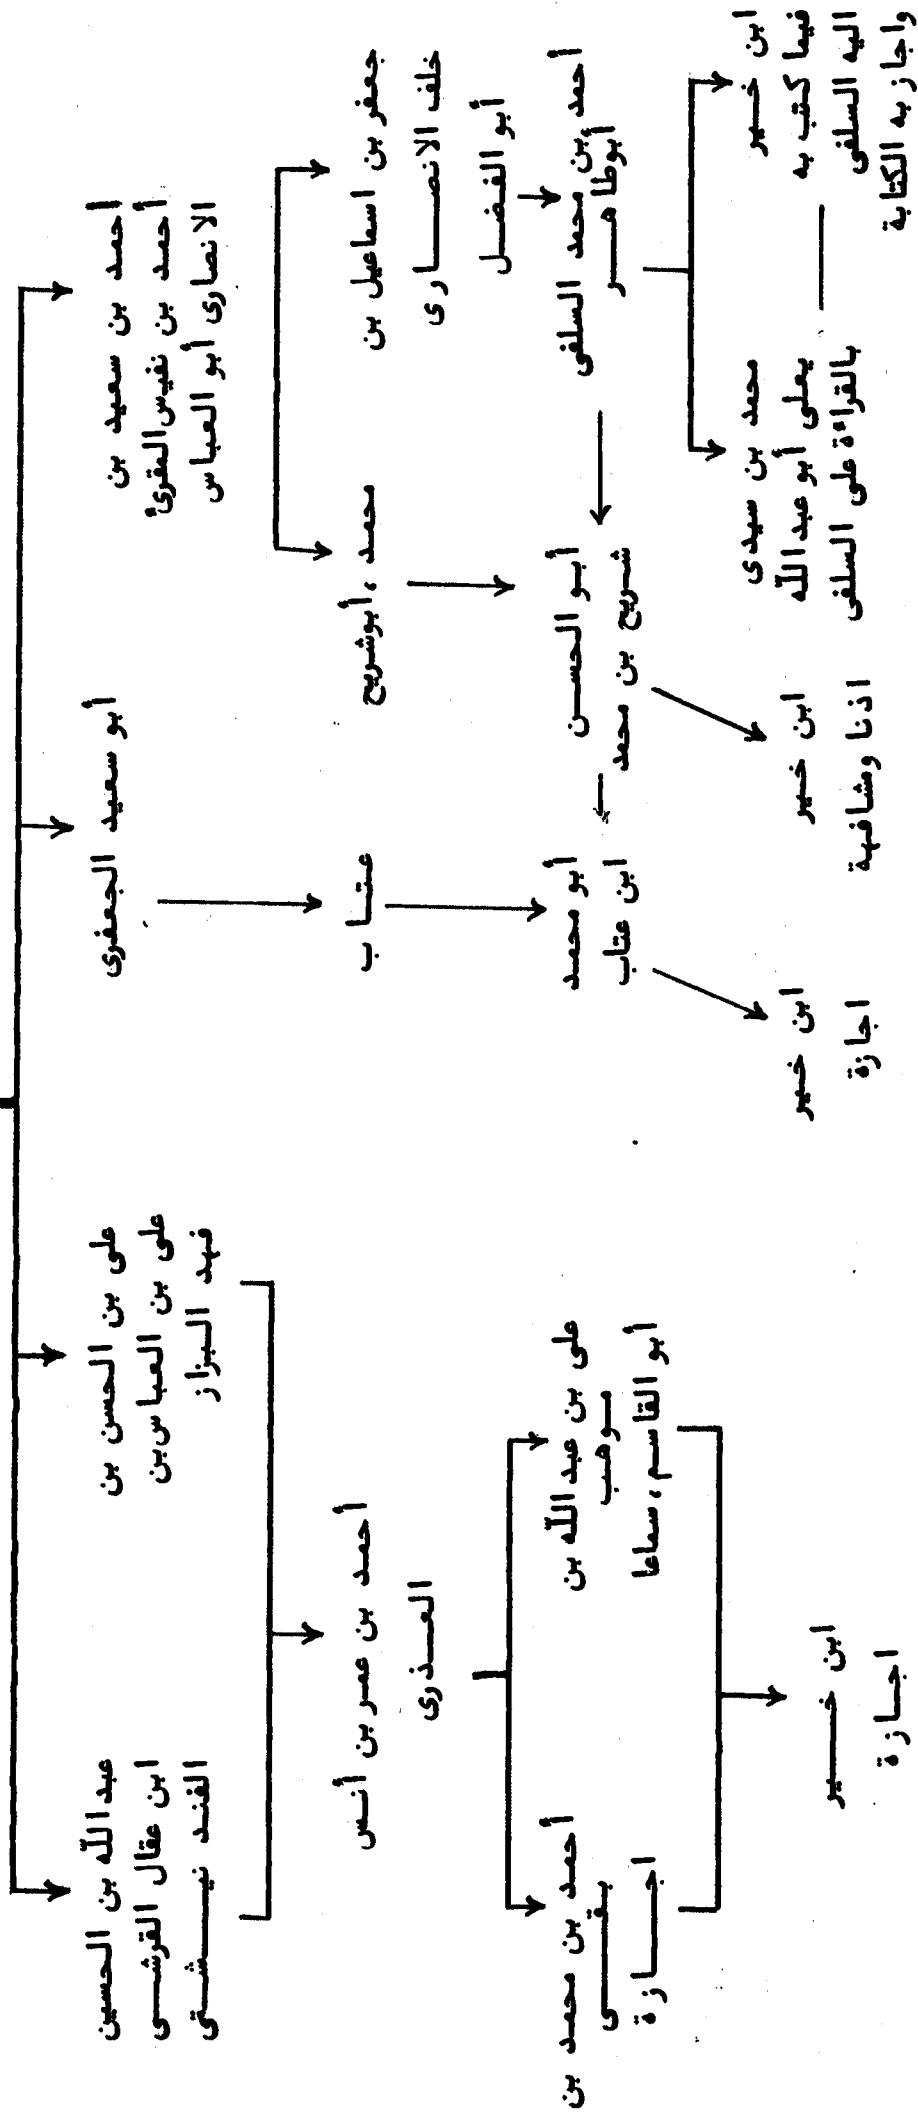 أحمد بن سعيد بن
أحمد بن نفيس المقرئ
الانصارى أبو العباس
أبو سعيد الجعفرى
على بن الحسن بن
على بن العباس بن
فهد البزاز
عبد الله بن الحسين
ابن عقال القرشى
الفند نيشتى
جعفر بن اسماعيل بن
خلف الانصارى
أبو الفضل
محمد ، أبو شريح
عتاب
أحمد بن عمر بن أنس
العذرى
أحمد بن محمد السلفى
أبو طاهر
أبو الحسن
شريح بن محمد
أبو محمد
ابن عتاب
على بن عبد الله بن
موهب
أبو القاسم ، سماعا
أحمد بن محمد بن
بقى
اجازة
ابن خير
فيما كتب به
اليه السلفى
واجاز به الكتابة
محمد بن سيدى
يعلى أبو عبد الله
بالقراءة على السلفى
ابن خير
اذنا ومشافهة
ابن خير
اجازة
ابن خير
اجازة